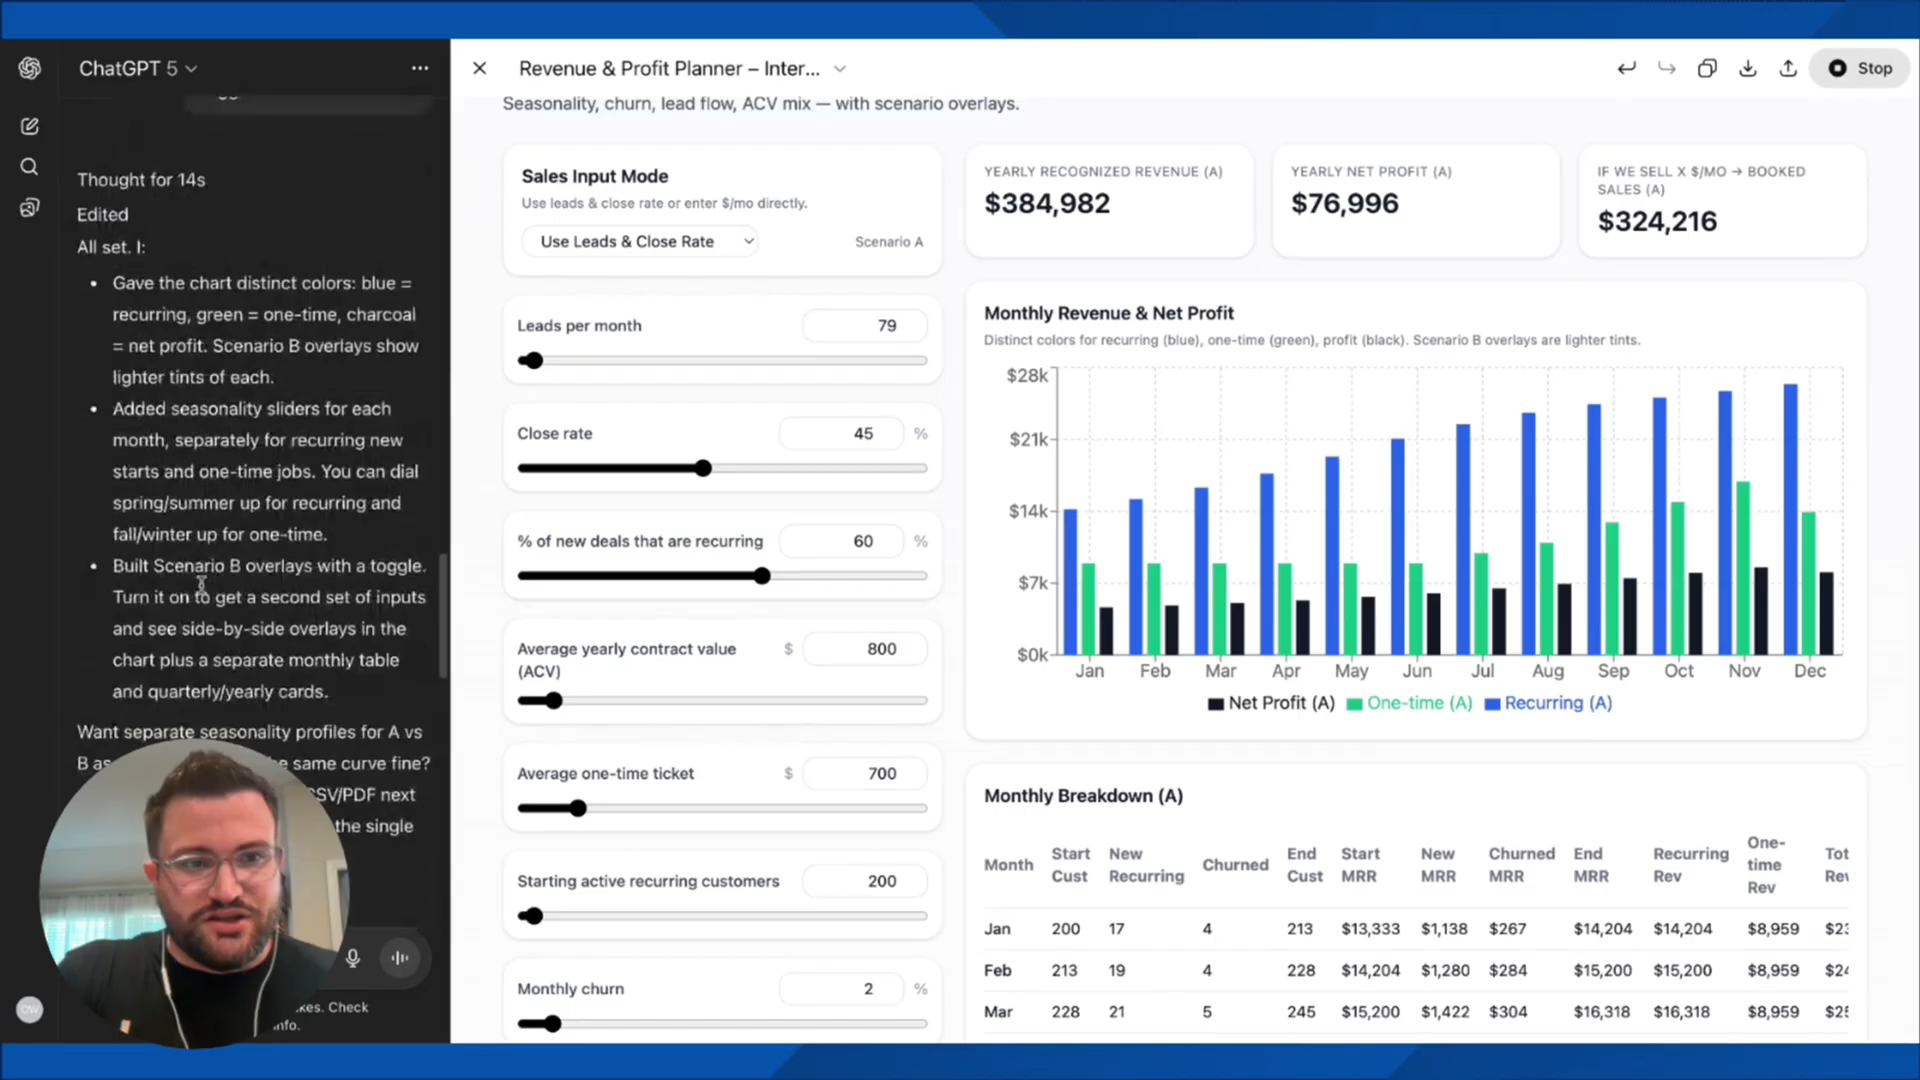 ChatGPT 5
Thought for 14s
Edited
All set. I:
Gave the chart distinct colors: blue =
recurring, green = one-time, charcoal
= net profit. Scenario B overlays show
lighter tints of each.
Added seasonality sliders for each
month, separately for recurring new
starts and one-time jobs. You can dial
spring/summer up for recurring and
fall/winter up for one-time.
Built Scenario B overlays with a toggle.
Turn it on to get a second set of inputs
and see side-by-side overlays in the
chart plus a separate monthly table
and quarterly/yearly cards.
Want separate seasonality profiles for A vs
B as same curve fine?
CSV/PDF next
the single
Check
Revenue & Profit Planner – Inter...
Stop
Seasonality, churn, lead flow, ACV mix — with scenario overlays.
Sales Input Mode
Use leads & close rate or enter $/mo directly.
Use Leads & Close Rate
Scenario A
Leads per month
79
Close rate
45 %
% of new deals that are recurring
60 %
Average yearly contract value
(ACV)
$ 800
Average one-time ticket
$ 700
Starting active recurring customers
200
Monthly churn
2 %
YEARLY RECOGNIZED REVENUE (A)
$384,982
YEARLY NET PROFIT (A)
$76,996
IF WE SELL X $/MO → BOOKED
SALES (A)
$324,216
Monthly Revenue & Net Profit
Distinct colors for recurring (blue), one-time (green), profit (black). Scenario B overlays are lighter tints.
$28k
$21k
$14k
$7k
$0k
Jan Feb Mar Apr May Jun Jul Aug Sep Oct Nov Dec
Net Profit (A) One-time (A) Recurring (A)
Monthly Breakdown (A)
Month Start Cust New Recurring Churned End Cust Start MRR New MRR Churned MRR End MRR Recurring Rev One-time Rev
Jan 200 17 4 213 $13,333 $1,138 $267 $14,204 $14,204 $8,959
Feb 213 19 4 228 $14,204 $1,280 $284 $15,200 $15,200 $8,959
Mar 228 21 5 245 $15,200 $1,422 $304 $16,318 $16,318 $8,959